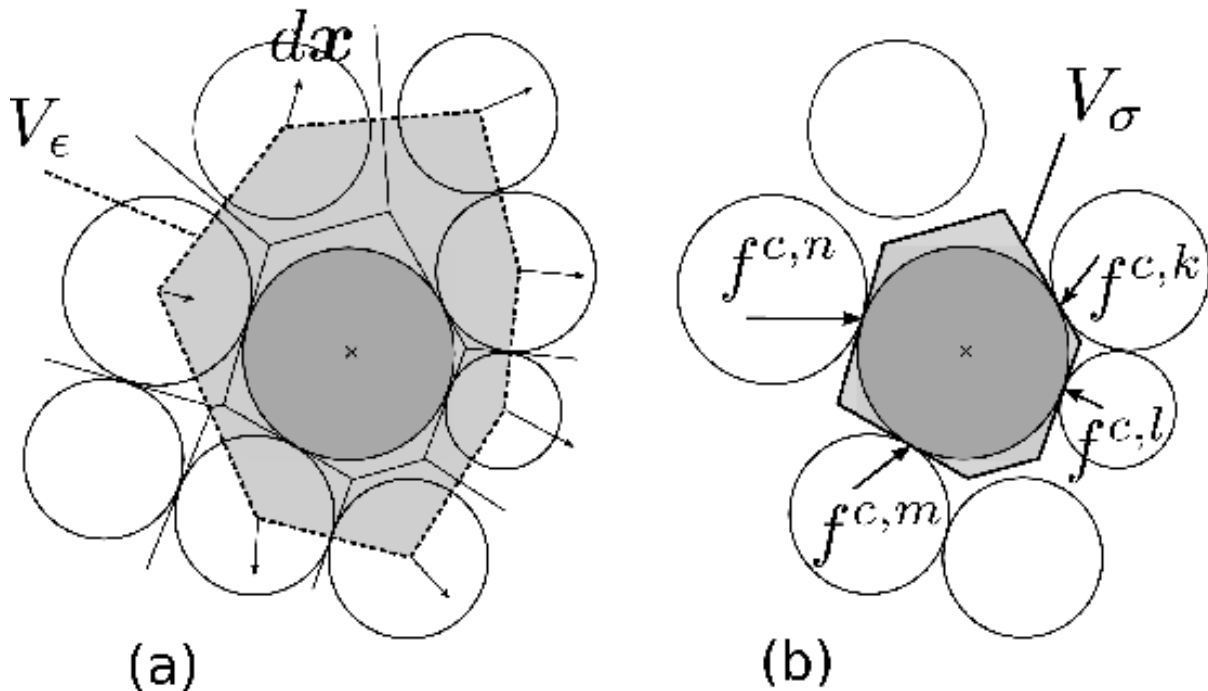 dx
V_ϵ
V_σ
f^{c,n}
f^{c,k}
f^{c,l}
f^{c,m}
(a)
(b)